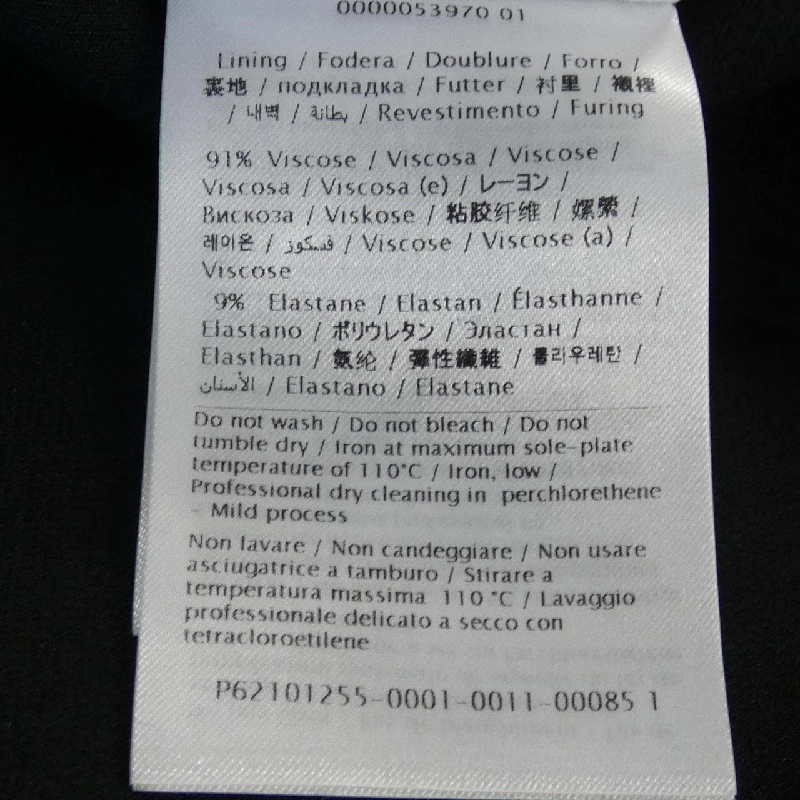 0000053970 01
Lining / Fodera / Doublure / Forro /
裏地 / подкладка / Futter / 衬里 / 襯裡
/ 내벽 / بطانة / Revestimento / Furing
91% Viscose / Viscosa / Viscose /
Viscosa / Viscosa (e) / レーヨン /
Вискоза / Viskose / 粘胶纤维 / 嫘縈 /
레이온 / فسكوز / Viscose / Viscose (a) /
Viscose
9% Elastane / Elastan / Élasthanne /
Elastano / ポリウレタン / Эластан /
Elasthan / 氨纶 / 彈性纖維 / 폴리우레탄 /
الأستان / Elastano / Elastane
Do not wash / Do not bleach / Do not
tumble dry / Iron at maximum sole-plate
temperature of 110°C / Iron, low /
Professional dry cleaning in perchlorethene
- Mild process
Non lavare / Non candeggiare / Non usare
asciugatrice a tamburo / Stirare a
temperatura massima 110 °C / Lavaggio
professionale delicato a secco con
tetracloroetilene
P62101255-0001-0011-00085 1